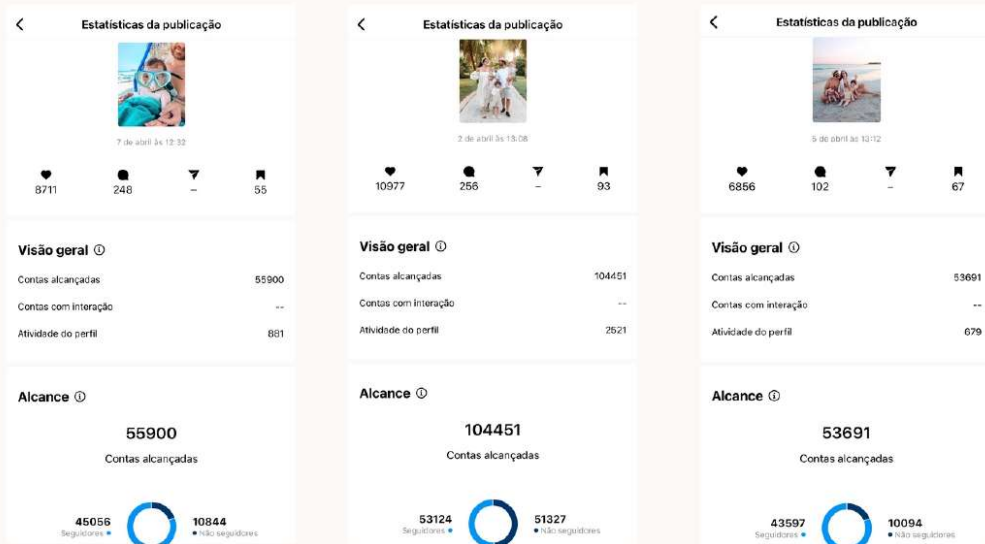 Estatísticas da publicação
7 de abril às 12:32
8711 248 – 55
Visão geral
Contas alcançadas 55900
Contas com interação --
Atividade do perfil 881
Alcance
55900
Contas alcançadas
45056 10844
Seguidores Não seguidores
Estatísticas da publicação
2 de abril às 13:08
10977 256 – 93
Visão geral
Contas alcançadas 104451
Contas com interação --
Atividade do perfil 2521
Alcance
104451
Contas alcançadas
53124 51327
Seguidores Não seguidores
Estatísticas da publicação
5 de abril às 13:12
6856 102 – 67
Visão geral
Contas alcançadas 53691
Contas com interação --
Atividade do perfil 679
Alcance
53691
Contas alcançadas
43597 10094
Seguidores Não seguidores